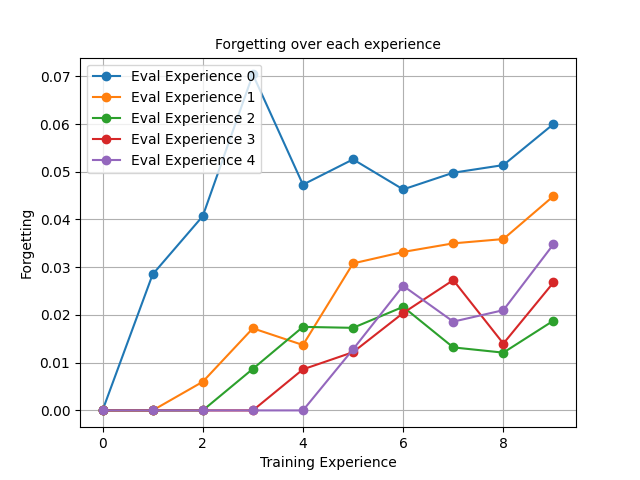 Forgetting over each experience
0.07
0.06
0.05
0.04
0.03
0.02
0.01
0.00
Forgetting
Eval Experience 0
Eval Experience 1
Eval Experience 2
Eval Experience 3
Eval Experience 4
0 2 4 6 8
Training Experience